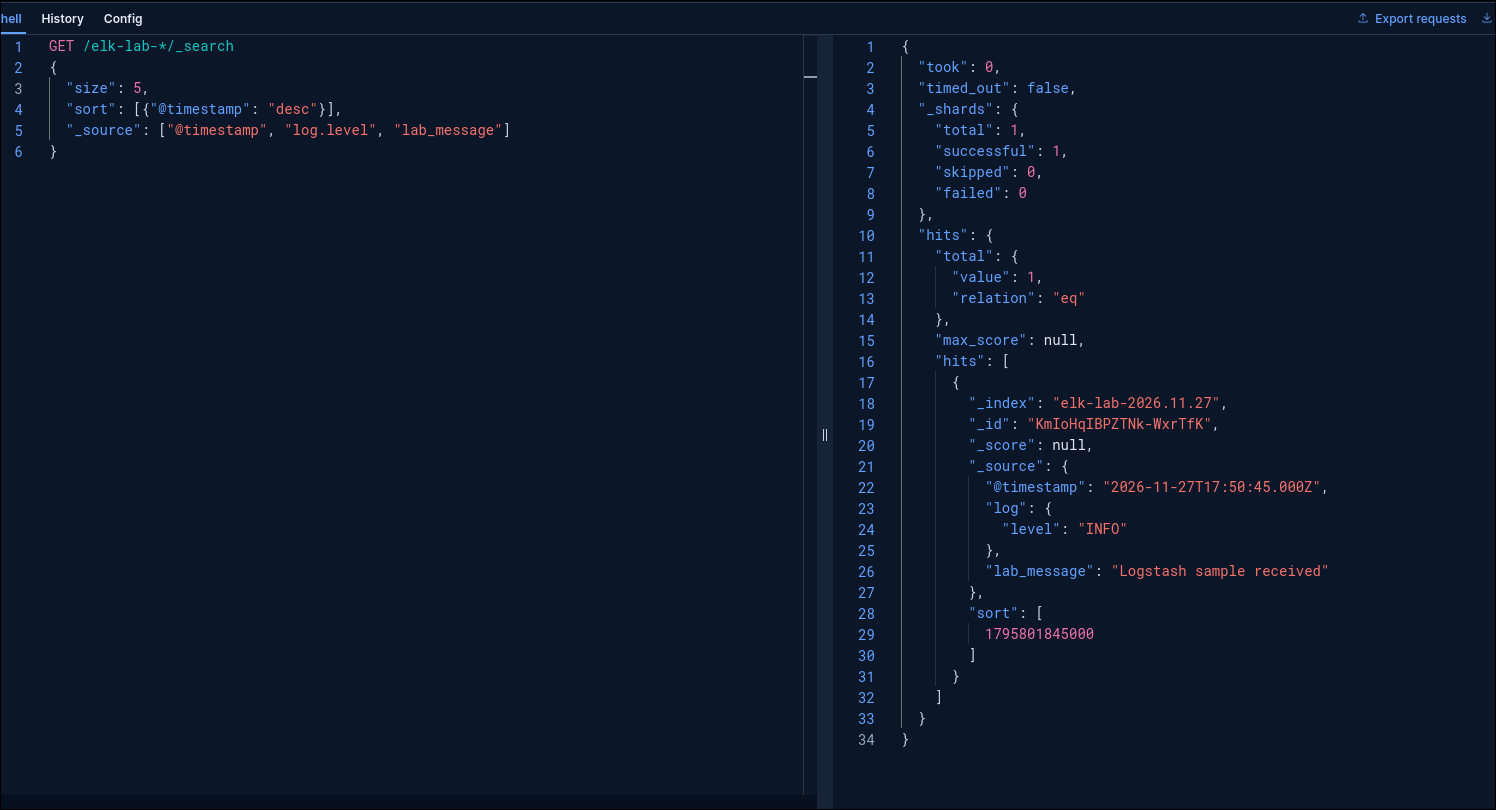 hell History Config Export requests
1 GET /elk-lab-*/_search
2 {
3 "size": 5,
4 "sort": [{"@timestamp": "desc"}],
5 "_source": ["@timestamp", "log.level", "lab_message"]
6 }
1 {
2 "took": 0,
3 "timed_out": false,
4 "_shards": {
5 "total": 1,
6 "successful": 1,
7 "skipped": 0,
8 "failed": 0
9 },
10 "hits": {
11 "total": {
12 "value": 1,
13 "relation": "eq"
14 },
15 "max_score": null,
16 "hits": [
17 {
18 "_index": "elk-lab-2026.11.27",
19 "_id": "KmIoHqIBPZTNk-WxrTfK",
20 "_score": null,
21 "_source": {
22 "@timestamp": "2026-11-27T17:50:45.000Z",
23 "log": {
24 "level": "INFO"
25 },
26 "lab_message": "Logstash sample received"
27 },
28 "sort": [
29 1795801845000
30 ]
31 }
32 ]
33 }
34 }